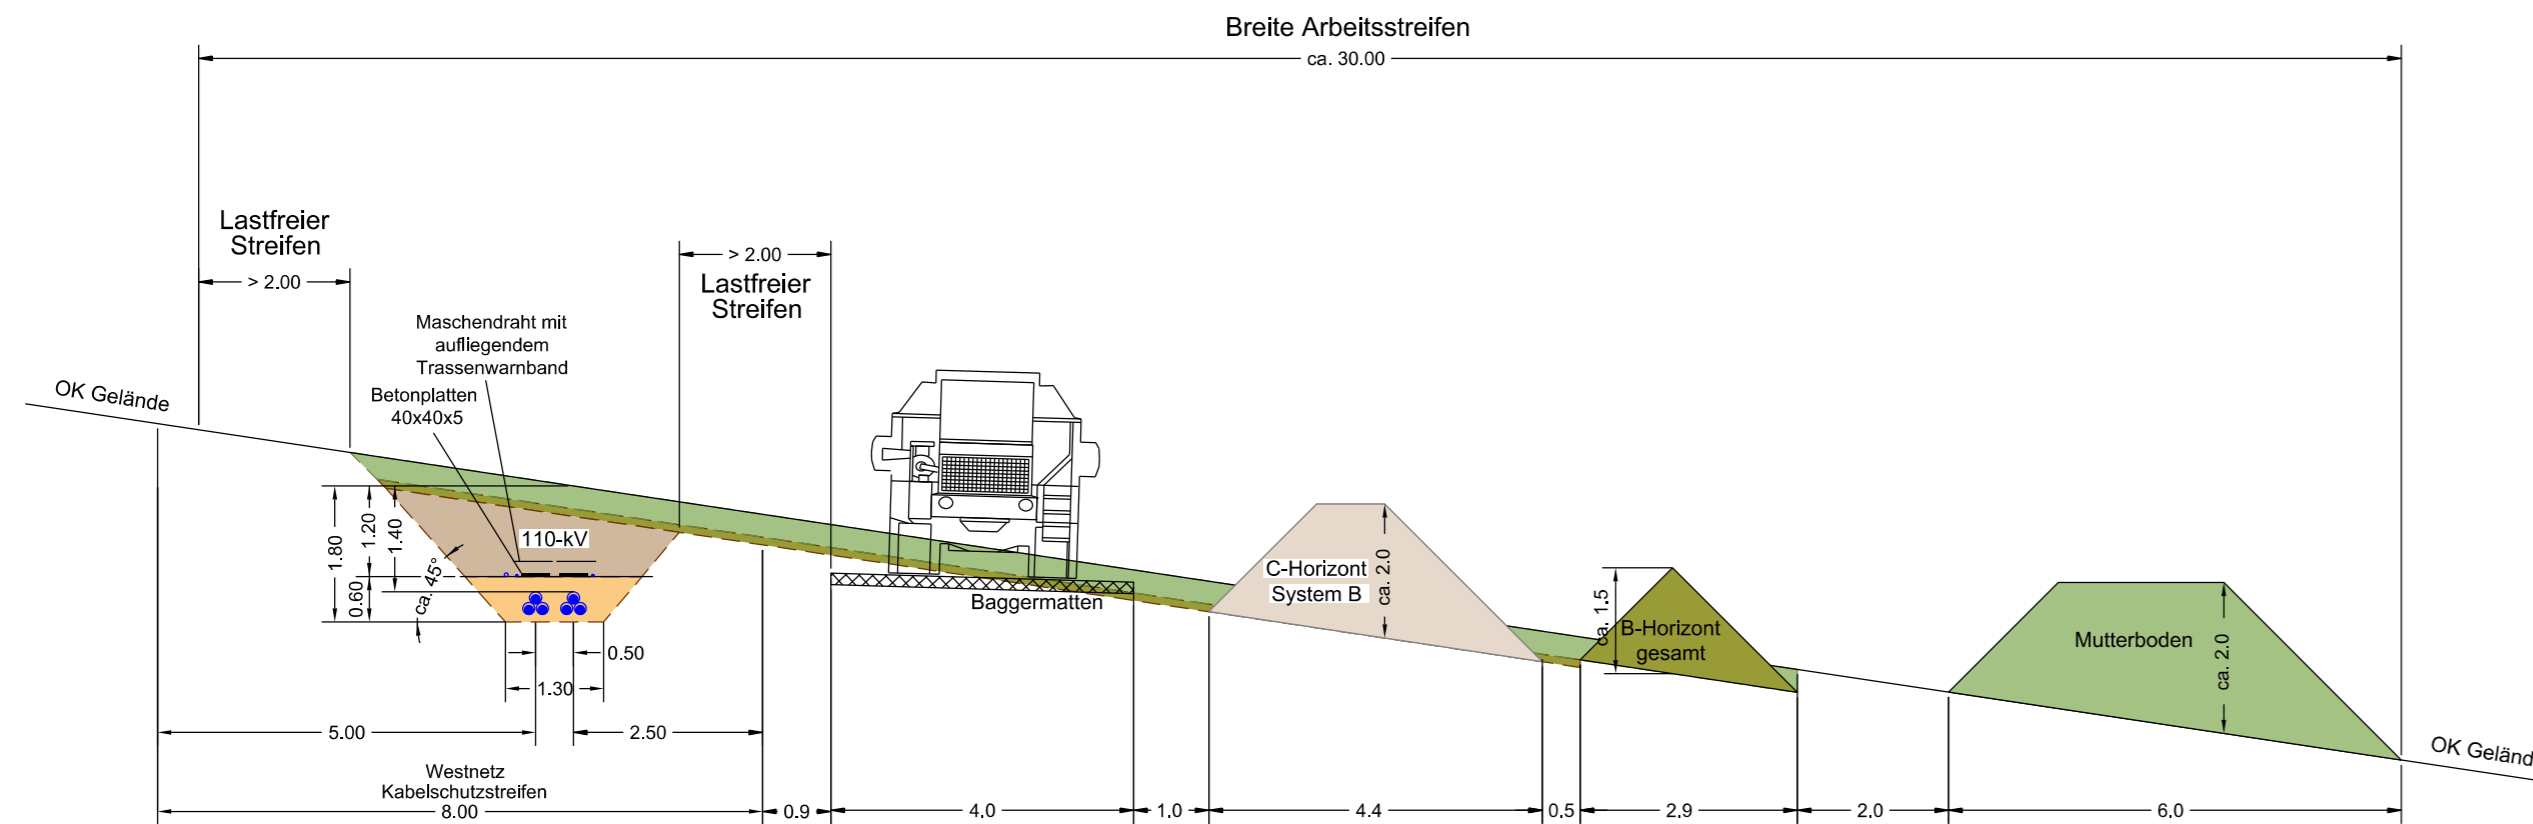 Breite Arbeitsstreifen
ca. 30.00
Lastfreier
Streifen
> 2.00
> 2.00
Lastfreier
Streifen
Maschendraht mit
aufliegendem
Trassenwarnband
Betonplatten
40x40x5
OK Gelände
110-kV
1.80
1.20
1.40
0.60
ca. 45°
Baggermatten
C-Horizont
System B
ca. 2.0
ca. 1.5
B-Horizont
gesamt
Mutterboden
ca. 2.0
0.50
1.30
5.00
2.50
OK Geländ
Westnetz
Kabelschutzstreifen
8.00
0.9
4.0
1.0
4.4
0.5
2.9
2.0
6.0